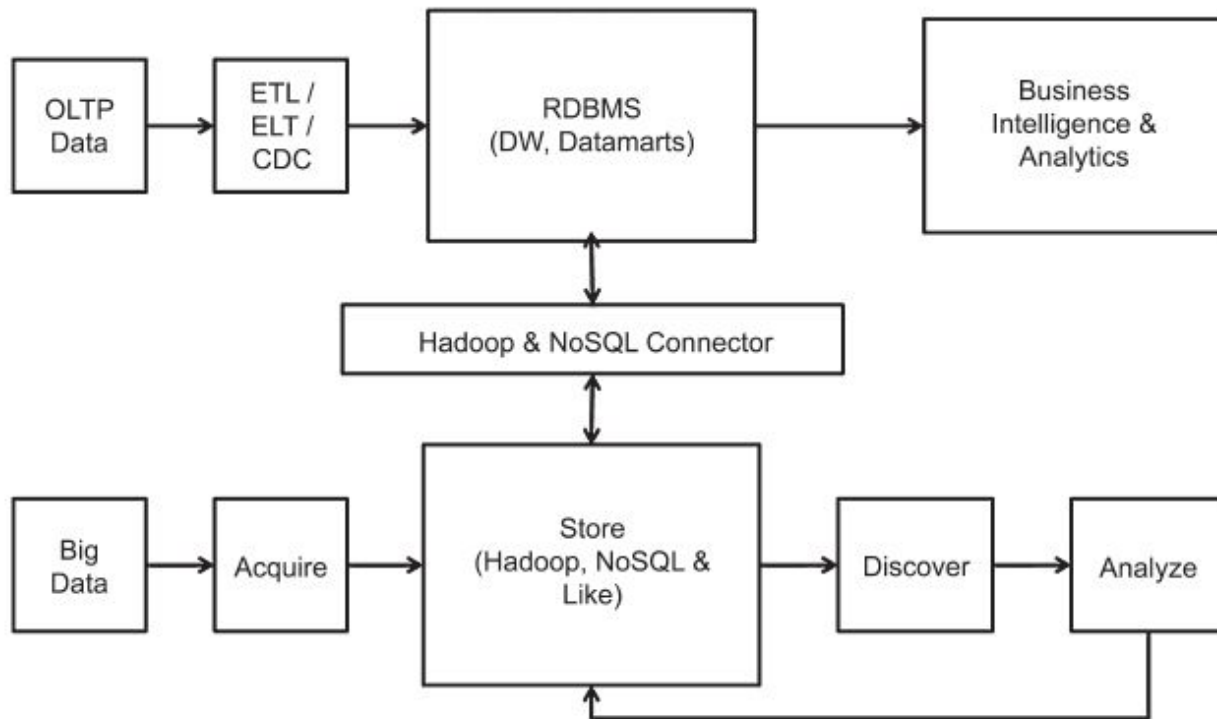 OLTP
Data
ETL /
ELT /
CDC
RDBMS
(DW, Datamarts)
Business
Intelligence &
Analytics
Hadoop & NoSQL Connector
Big
Data
Acquire
Store
(Hadoop, NoSQL &
Like)
Discover
Analyze